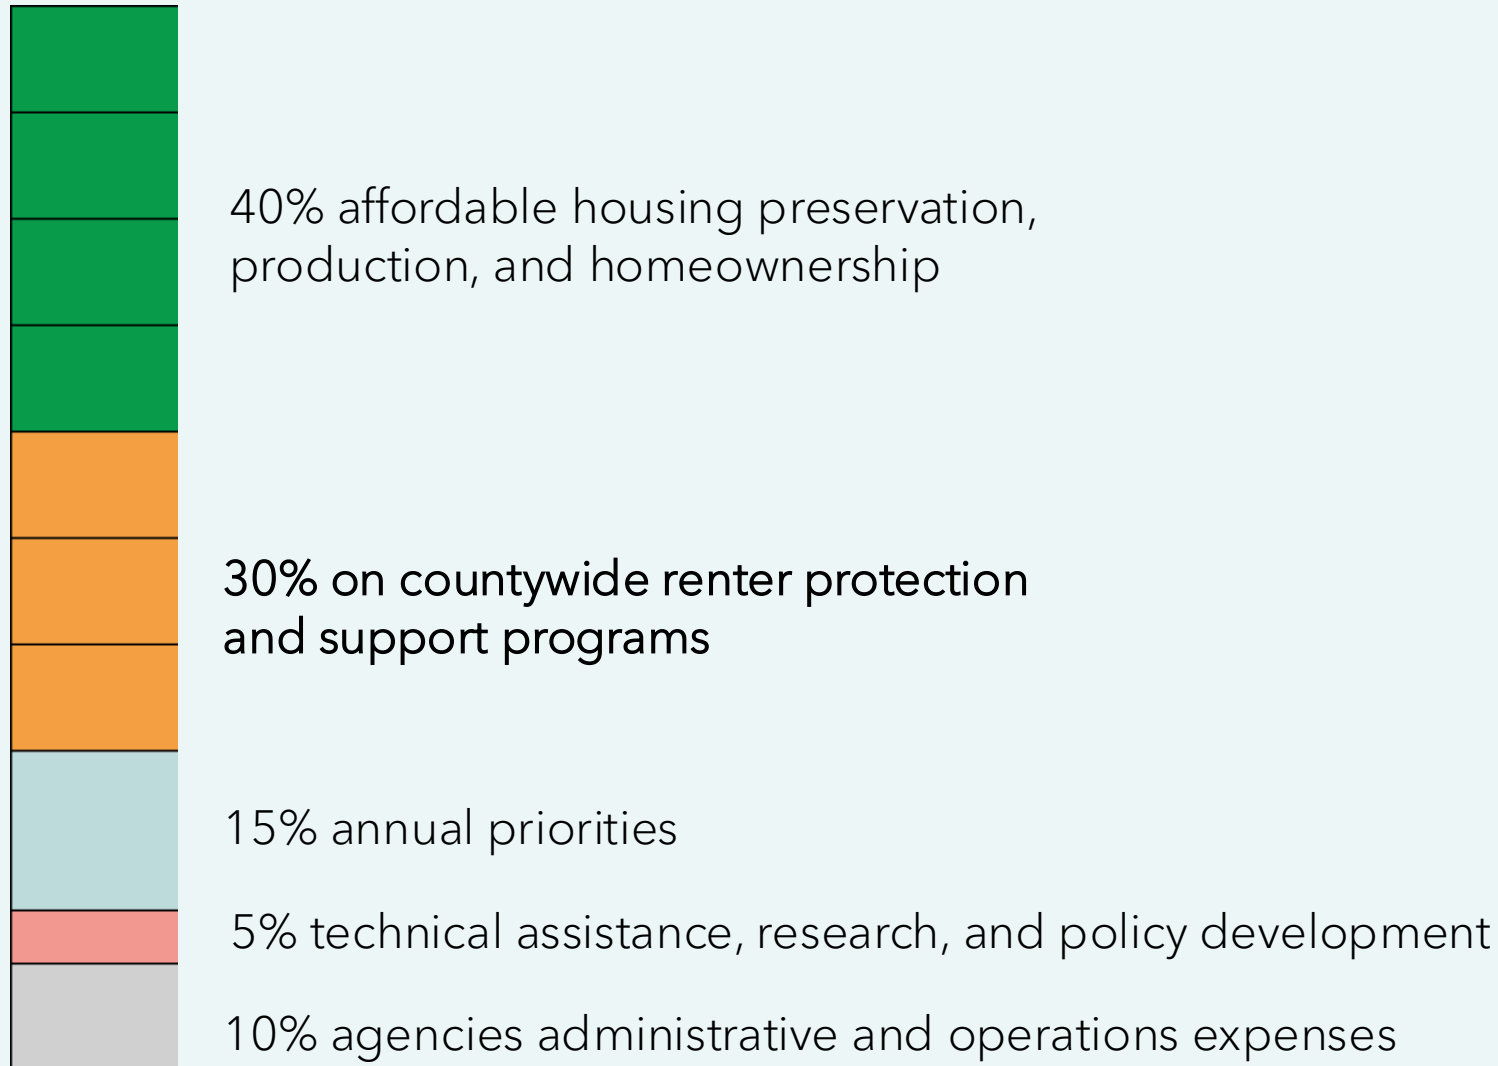 40% affordable housing preservation,
production, and homeownership
30% on countywide renter protection
and support programs
15% annual priorities
5% technical assistance, research, and policy development
10% agencies administrative and operations expenses